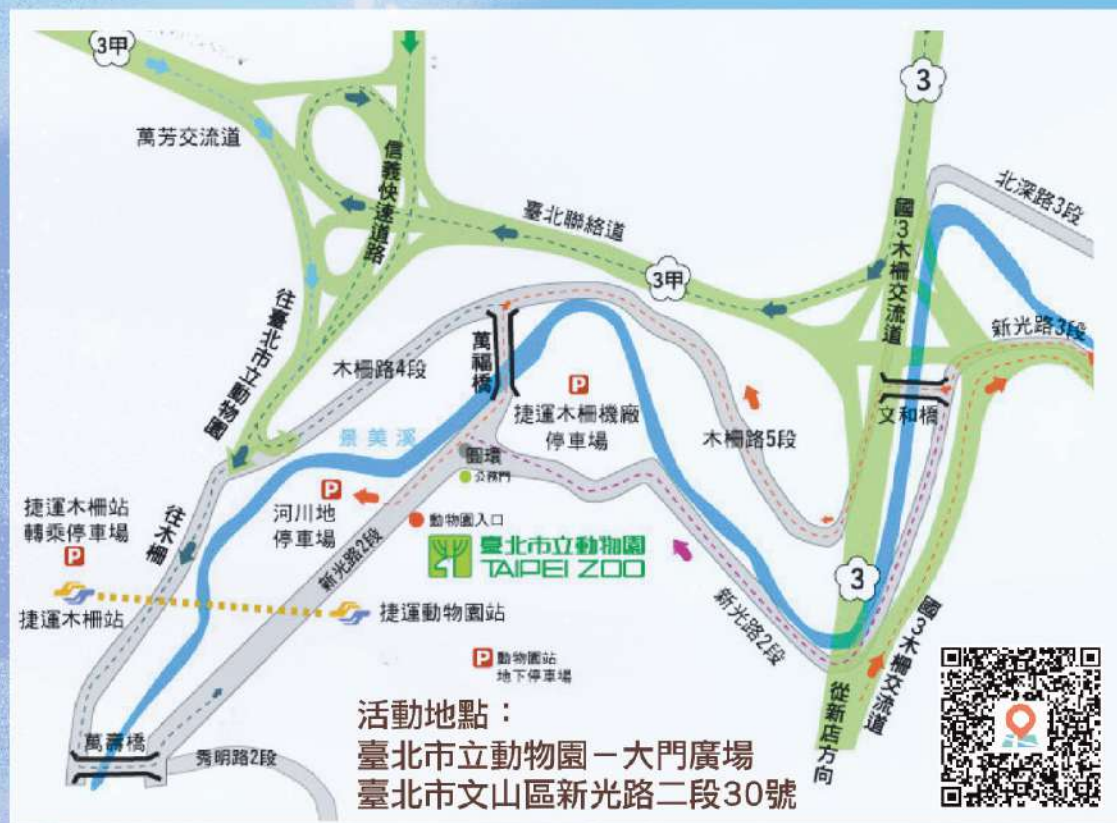 3甲
3
萬芳交流道
信義快速道路
臺北聯絡道
3甲
國3木柵交流道
北深路3段
新光路3段
往臺北市立動物園
木柵路4段
萬福橋
P
捷運木柵機廠
停車場
木柵路5段
文和橋
景美溪
圓環
公務門
捷運木柵站
轉乘停車場
P
往木柵
P
河川地
停車場
動物園入口
臺北市立動物園
TAIPEI ZOO
新光路2段
3
捷運木柵站
捷運動物園站
新光路2段
國3木柵交流道
P
動物園站
地下停車場
從新店方向
萬壽橋
秀明路2段
活動地點：
臺北市立動物園－大門廣場
臺北市文山區新光路二段30號